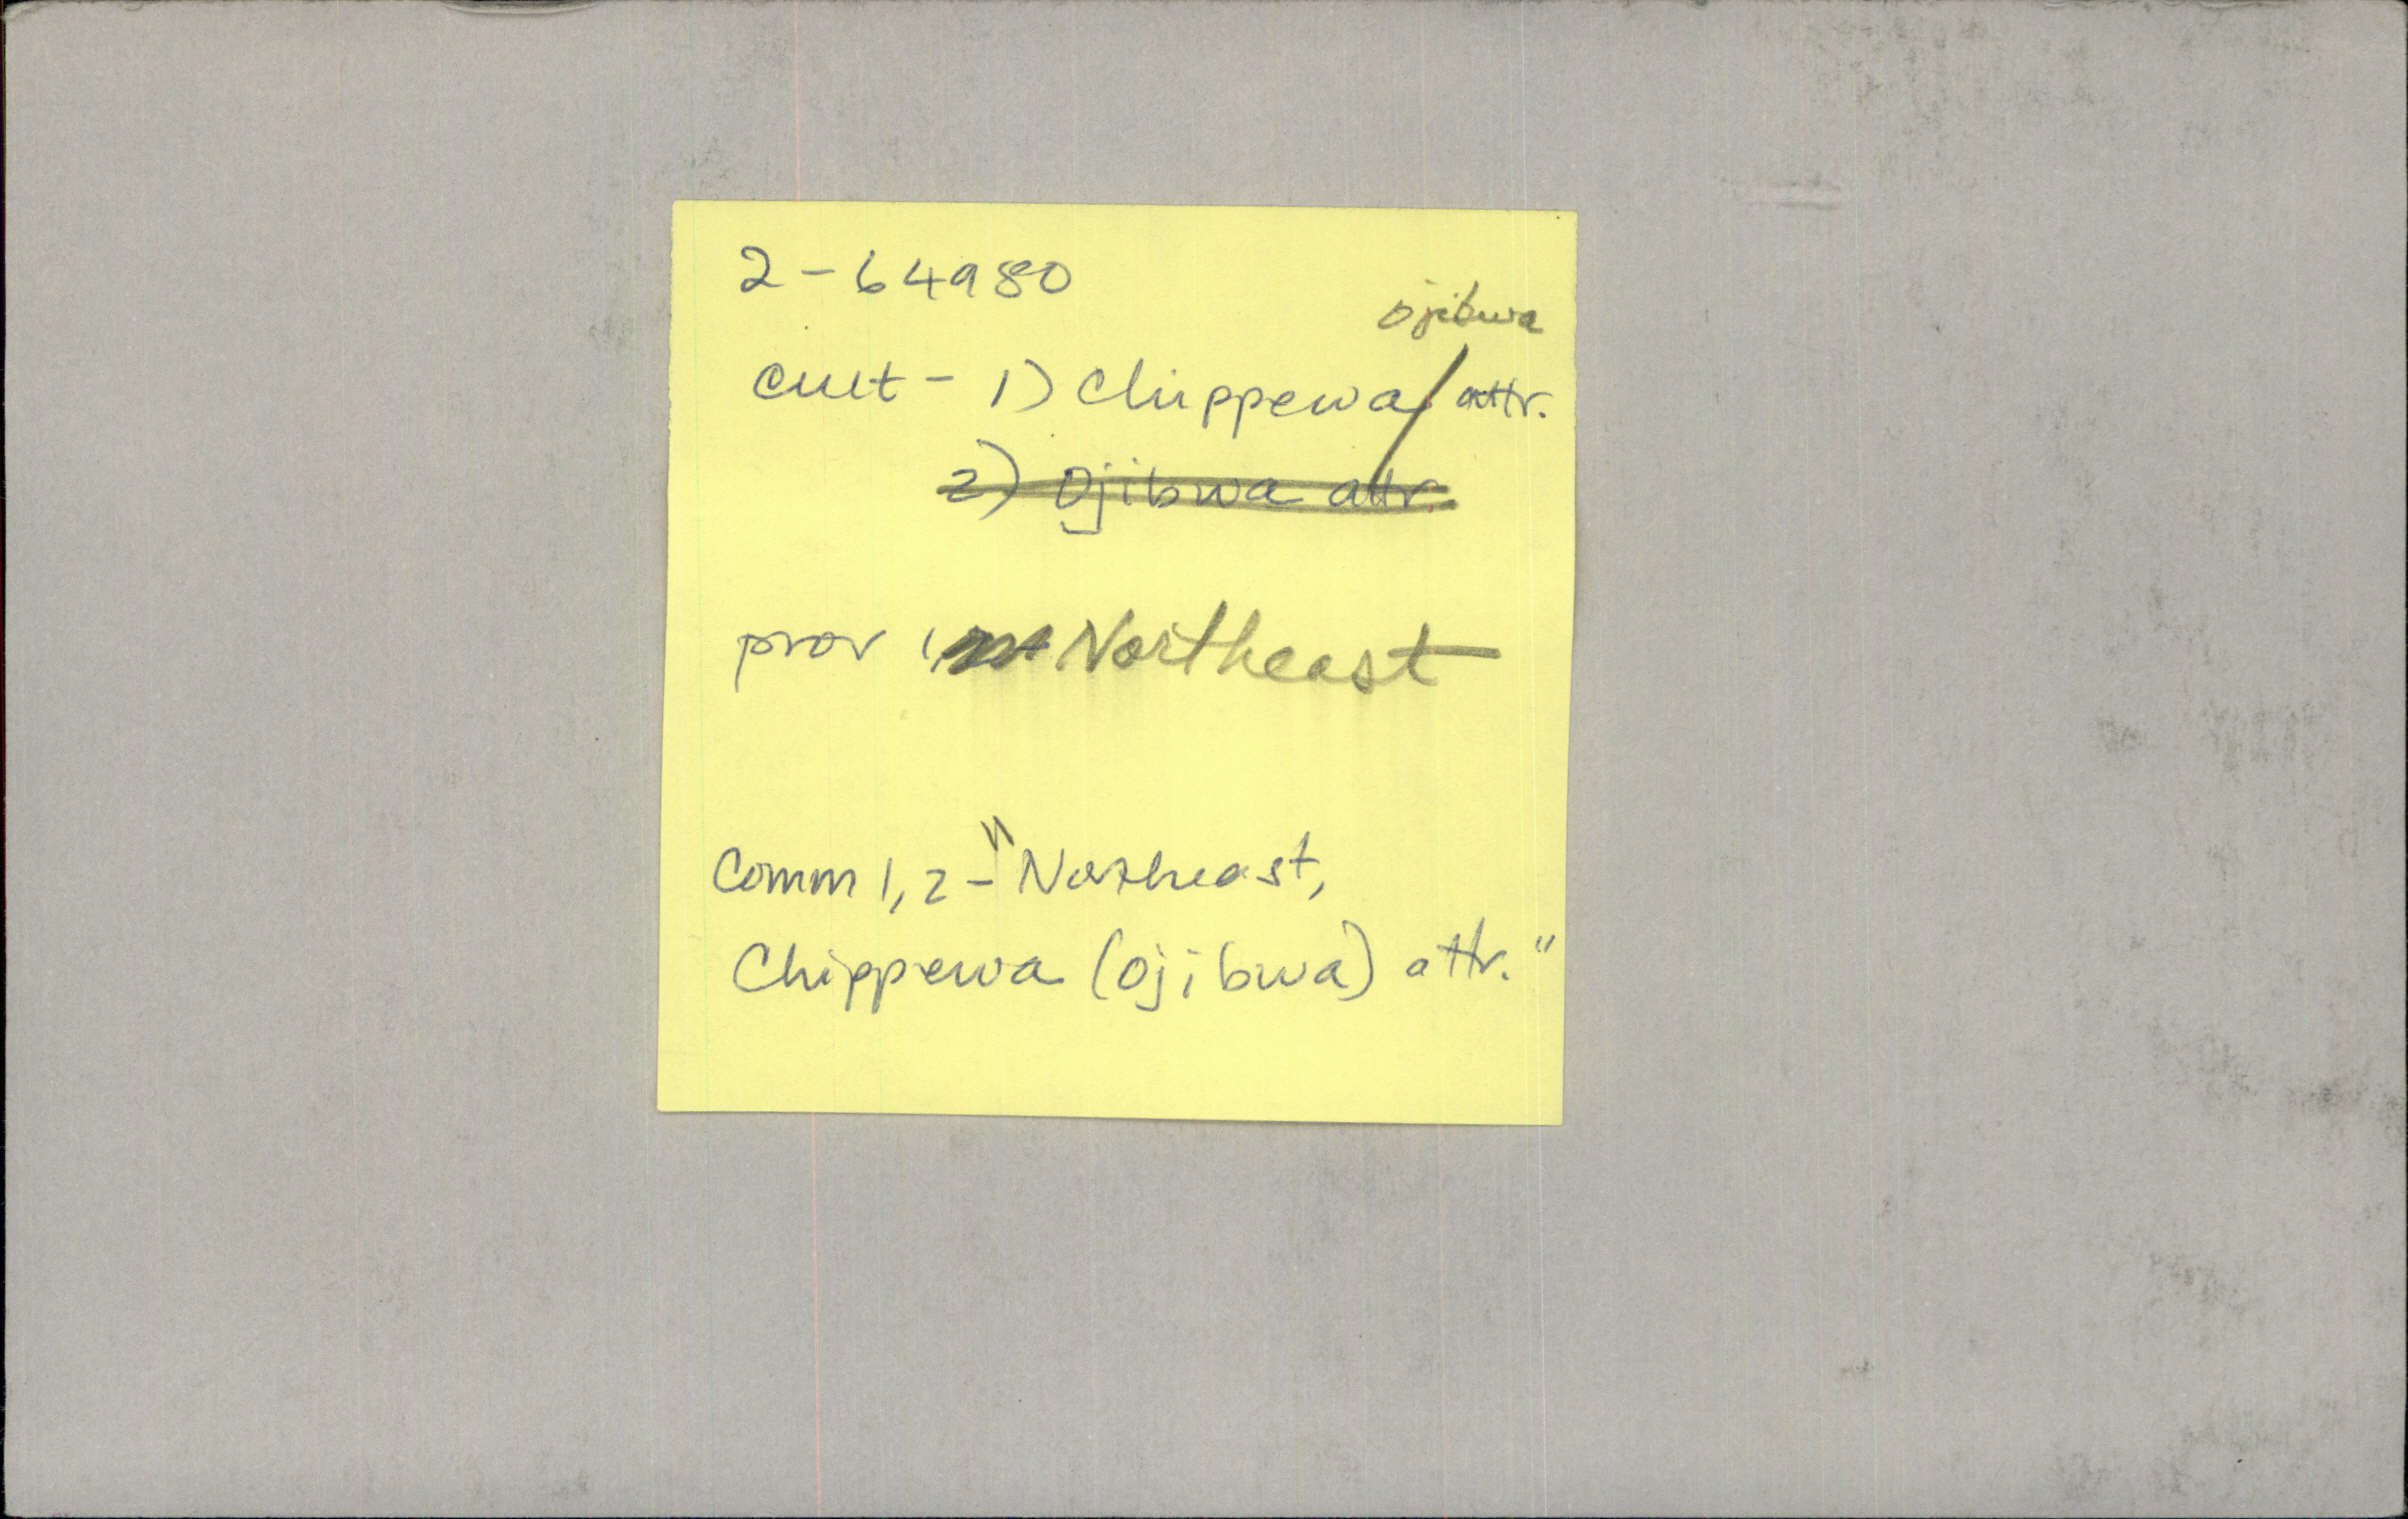 2-64980
Ojibwa
cult - 1) Chippewa/ attr.
2) Ojibwa attr.
prov 1, Northeast
Comm 1, 2 - "Northeast,
Chippewa (Ojibwa) attr."